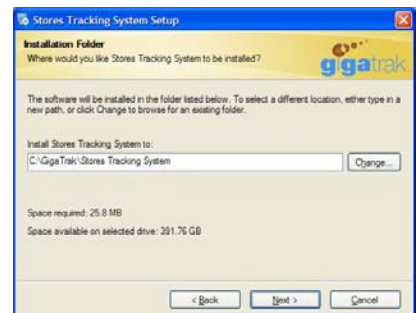 Stores Tracking System Setup
Installation Folder
Where would you like Stores Tracking System to be installed?
gigatrak
The software will be installed in the folder listed below. To select a different location, either type in a
new path, or click Change to browse for an existing folder.
Install Stores Tracking System to:
C:\GigaTrak\Stores Tracking System
Change...
Space required: 25.8 MB
Space available on selected drive: 391.76 GB
< Back
Next >
Cancel